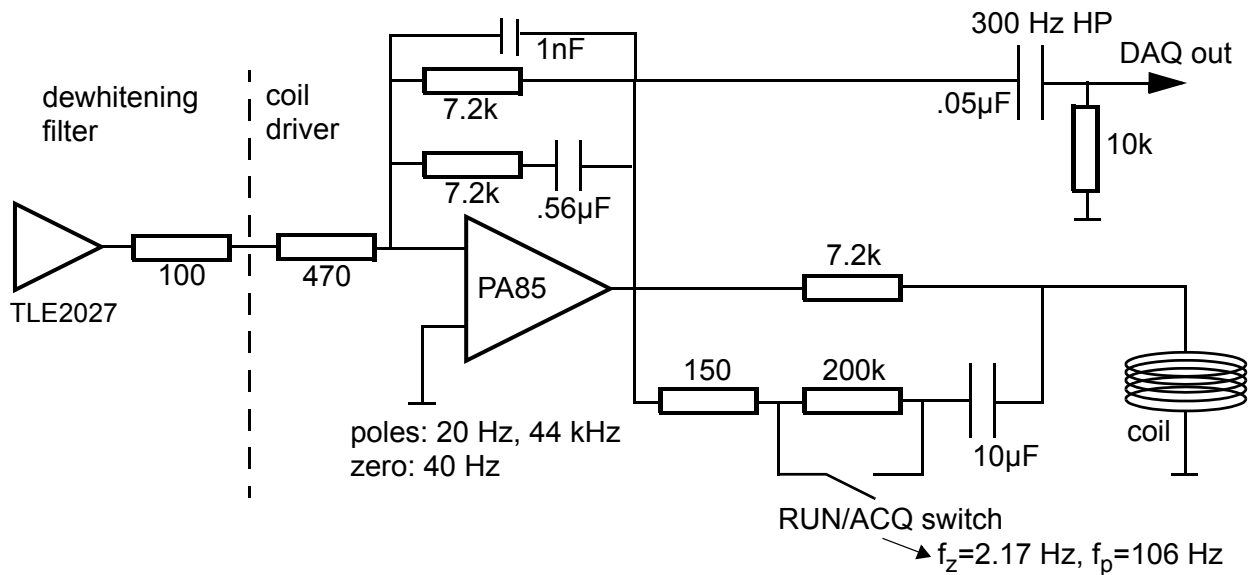 300 Hz HP
1nF
DAQ out
dewhitening
filter
coil
driver
7.2k
.05µF
10k
7.2k
.56µF
100
470
TLE2027
PA85
7.2k
150
200k
10µF
coil
poles: 20 Hz, 44 kHz
zero: 40 Hz
RUN/ACQ switch
fz=2.17 Hz, fp=106 Hz